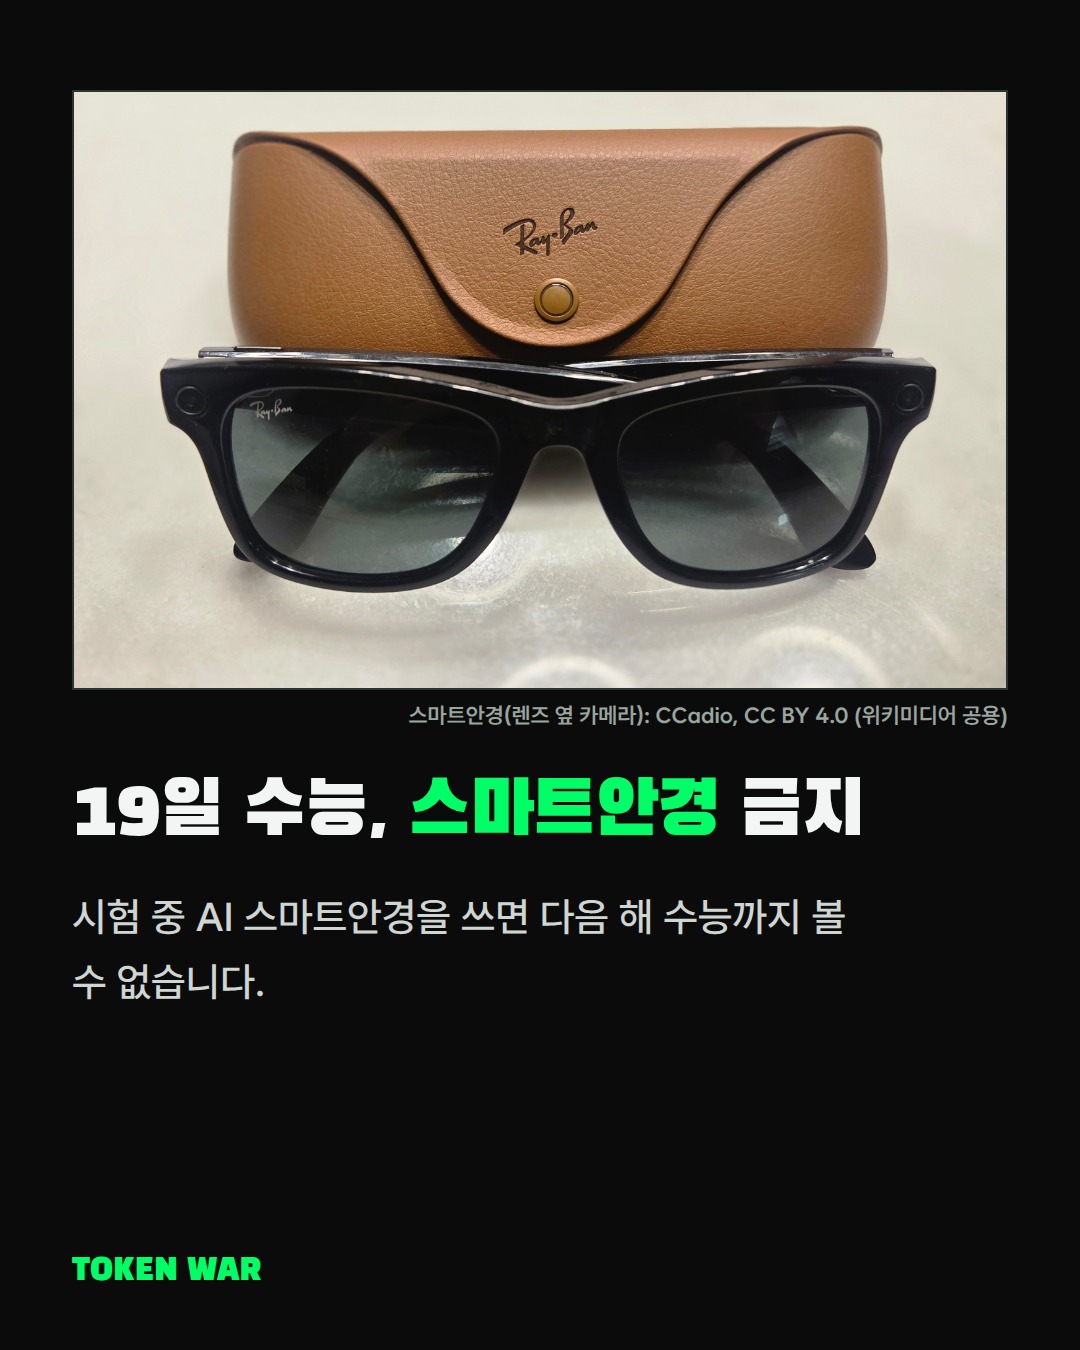 Ray-Ban
Ray-Ban
스마트안경(렌즈 옆 카메라): CCadio, CC BY 4.0 (위키미디어 공용)
19일 수능, 스마트안경 금지
시험 중 AI 스마트안경을 쓰면 다음 해 수능까지 볼
수 없습니다.
TOKEN WAR